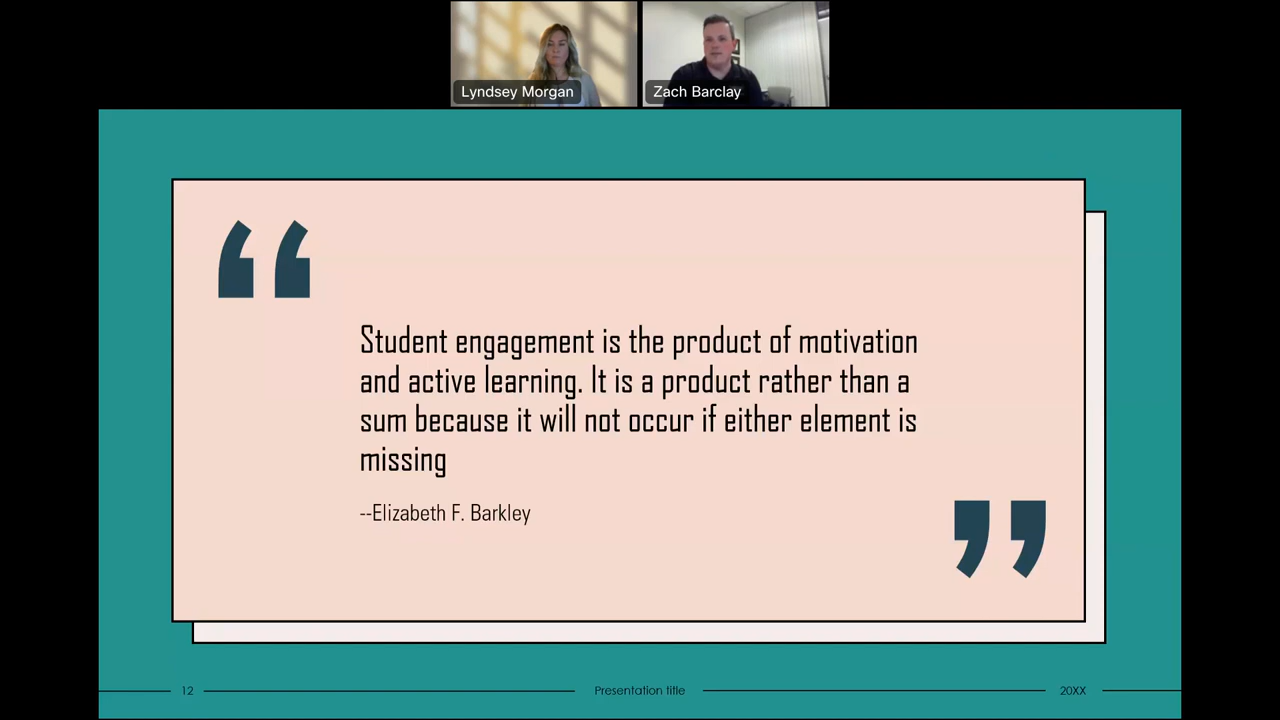 Lyndsey Morgan
Zach Barclay
“
Student engagement is the product of motivation
and active learning. It is a product rather than a
sum because it will not occur if either element is
missing
--Elizabeth F. Barkley
”
12
Presentation title
20XX